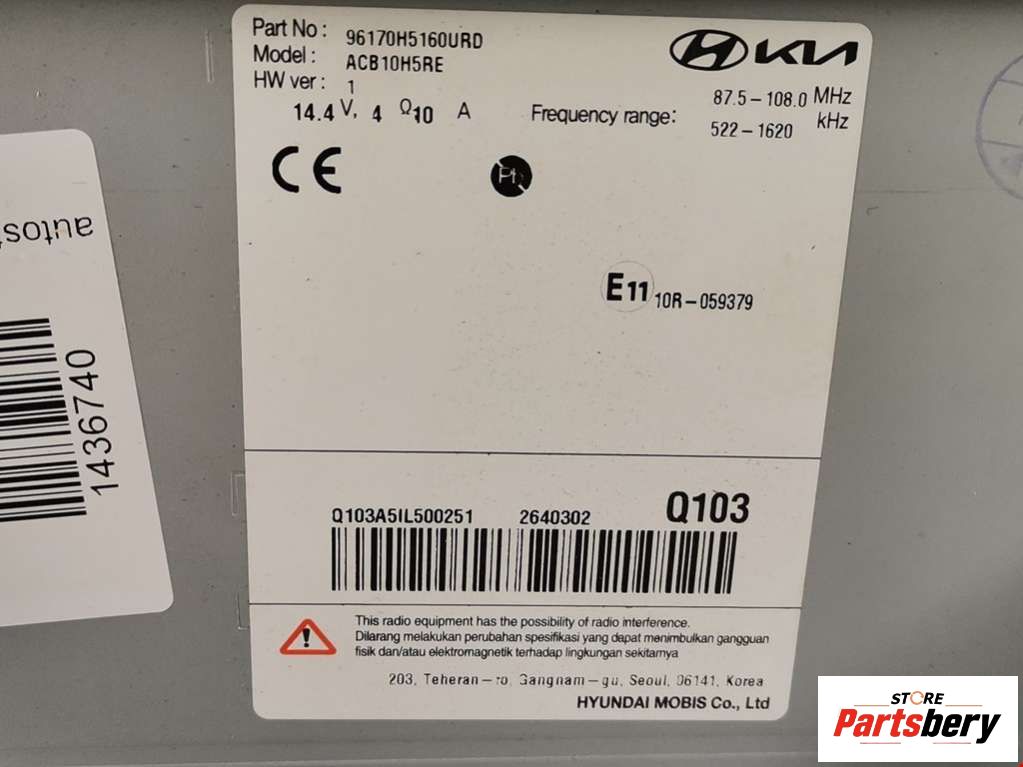 Part No : 96170H5160URD
Model : ACB10H5RE
HW ver : 1
14.4 V, 4 Ω 10 A
HYUNDAI KIA
Frequency range: 87.5-108.0 MHz
522-1620 kHz
CE
Pb
E11 10R-059379
Q103A5IL500251 2640302 Q103
This radio equipment has the possibility of radio interference.
Dilarang melakukan perubahan spesifikasi yang dapat menimbulkan gangguan
fisik dan/atau elektromagnetik terhadap lingkungan sekitarnya
203, Teheran-ro, Gangnam-gu, Seoul, 06141, Korea
HYUNDAI MOBIS Co., Ltd
1436740
STORE
Partsbery